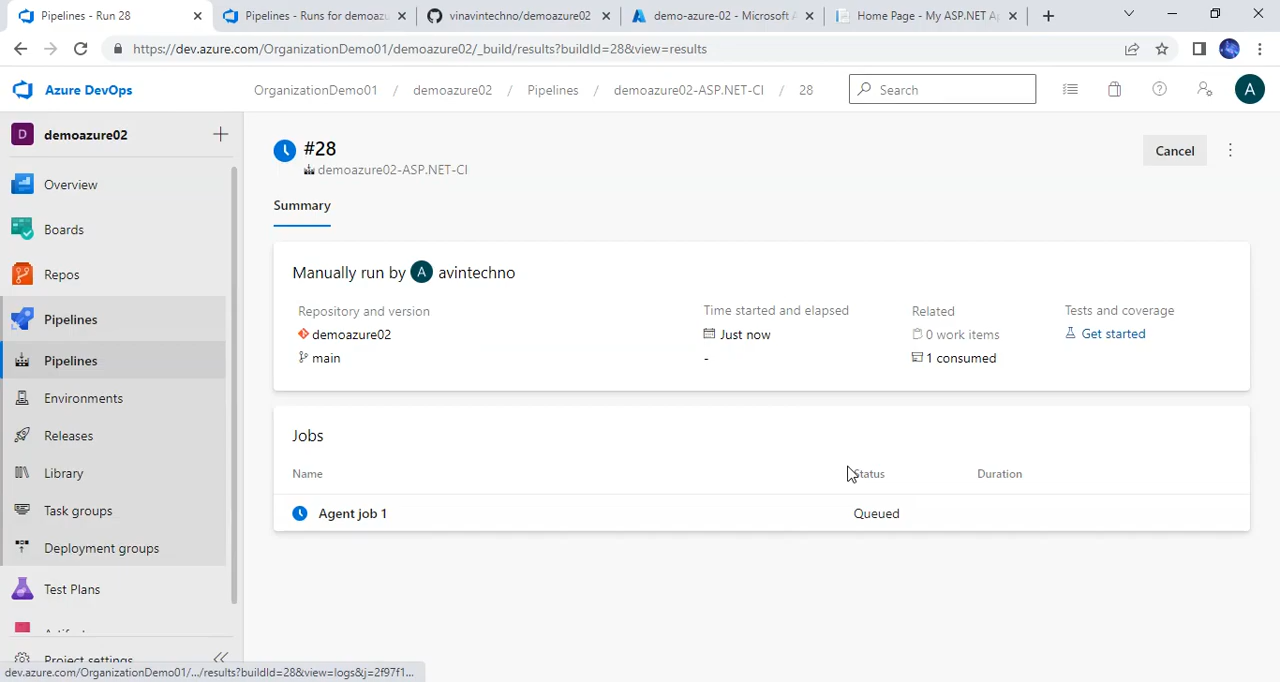 Pipelines - Run 28
Pipelines - Runs for demoazu
vinavintechno/demoazure02
demo-azure-02 - Microsoft A
Home Page - My ASP.NET Ap
https://dev.azure.com/OrganizationDemo01/demoazure02/_build/results?buildId=28&view=results
Azure DevOps
OrganizationDemo01 / demoazure02 / Pipelines / demoazure02-ASP.NET-CI / 28
Search
A
D demoazure02
Overview
Boards
Repos
Pipelines
Pipelines
Environments
Releases
Library
Task groups
Deployment groups
Test Plans
Project settings
#28
demoazure02-ASP.NET-CI
Cancel
Summary
Manually run by A avintechno
Repository and version
demoazure02
main
Time started and elapsed
Just now
-
Related
0 work items
1 consumed
Tests and coverage
Get started
Jobs
Name Status Duration
Agent job 1 Queued
dev.azure.com/OrganizationDemo01/.../results?buildId=28&view=logs&j=2f97f1...